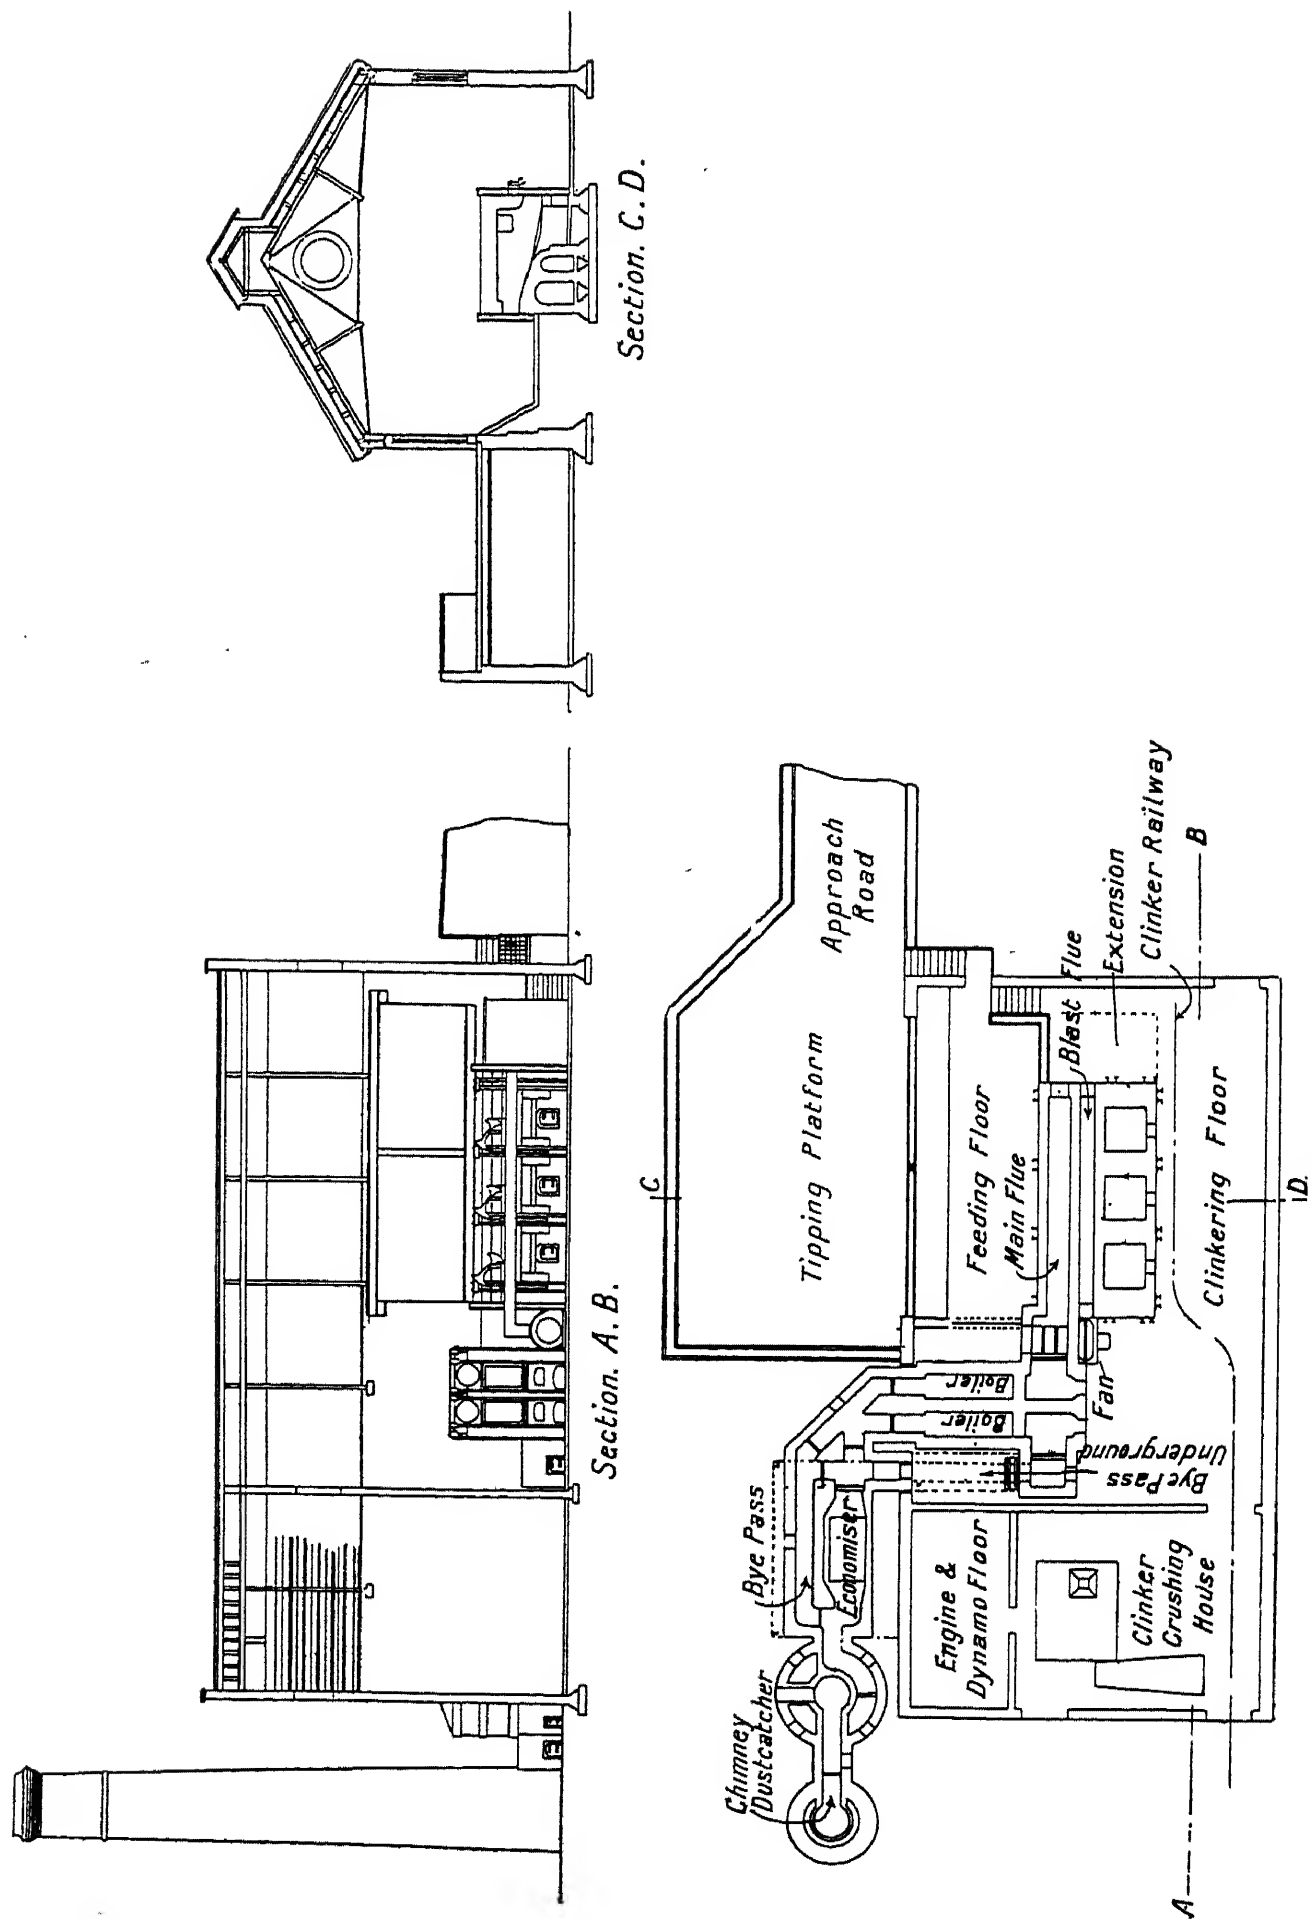 Section. C. D.
Section. A. B.
C
Tipping Platform
Approach
Road
Feeding Floor
Main Flue
Blast Flue
Extension
Clinker Railway
B
Clinkering Floor
D.
Boiler
Boiler
Fan
Bye Pass
Underground
Bye Pass
Economiser
Engine &
Dynamo Floor
Clinker
Crushing
House
Chimney
Dustcatcher
A